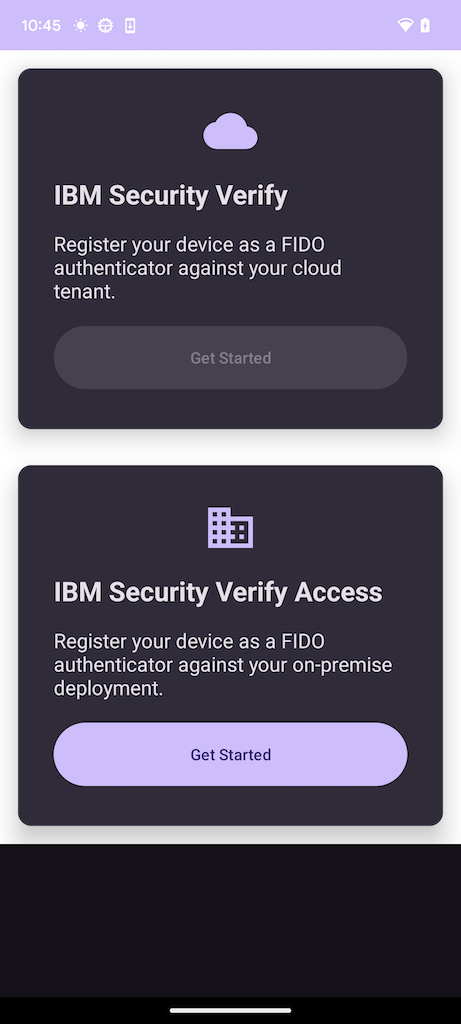 10:45
IBM Security Verify
Register your device as a FIDO
authenticator against your cloud
tenant.
Get Started
IBM Security Verify Access
Register your device as a FIDO
authenticator against your on-premise
deployment.
Get Started